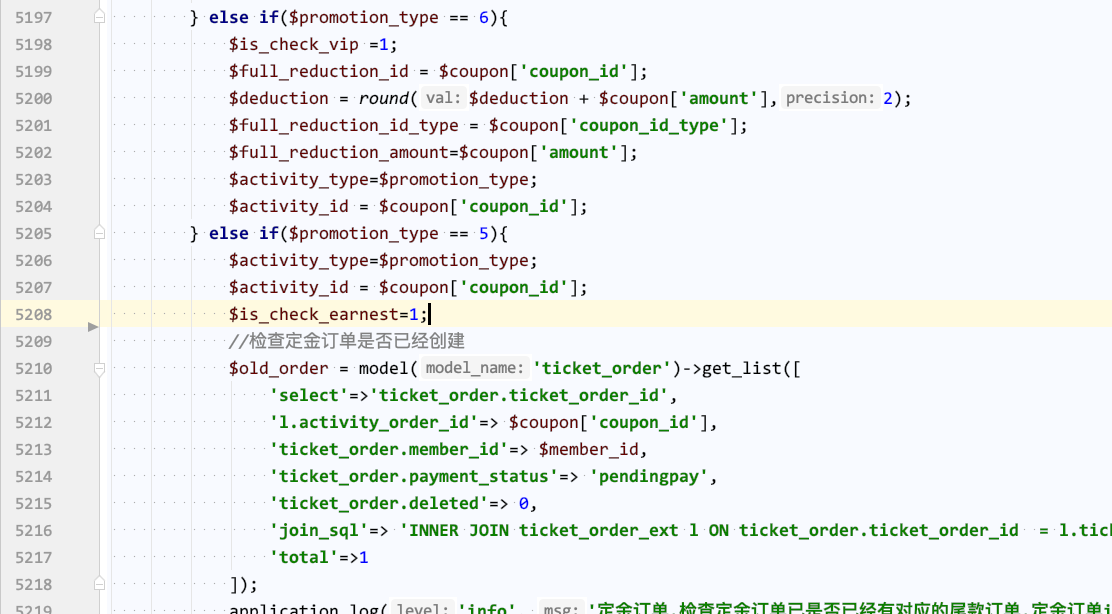 5197 } else if($promotion_type == 6){
5198 $is_check_vip =1;
5199 $full_reduction_id = $coupon['coupon_id'];
5200 $deduction = round( val: $deduction + $coupon['amount'], precision: 2);
5201 $full_reduction_id_type = $coupon['coupon_id_type'];
5202 $full_reduction_amount=$coupon['amount'];
5203 $activity_type=$promotion_type;
5204 $activity_id = $coupon['coupon_id'];
5205 } else if($promotion_type == 5){
5206 $activity_type=$promotion_type;
5207 $activity_id = $coupon['coupon_id'];
5208 $is_check_earnest=1;
5209 //检查定金订单是否已经创建
5210 $old_order = model( model_name: 'ticket_order')->get_list([
5211 'select'=>'ticket_order.ticket_order_id',
5212 'l.activity_order_id'=> $coupon['coupon_id'],
5213 'ticket_order.member_id'=> $member_id,
5214 'ticket_order.payment_status'=> 'pendingpay',
5215 'ticket_order.deleted'=> 0,
5216 'join_sql'=> 'INNER JOIN ticket_order_ext l ON ticket_order.ticket_order_id = l.tick
5217 'total'=>1
5218 ]);
5219 application_log( level: 'info', msg: '定金订单,检查定金订单已是否已经有对应的尾款订单,定金订单